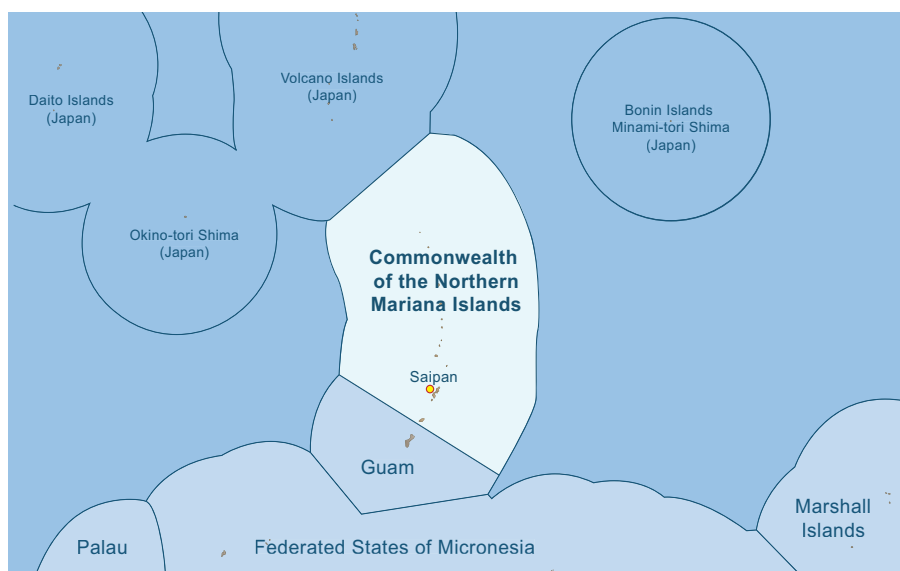 Daito Islands
(Japan)
Volcano Islands
(Japan)
Bonin Islands
Minami-tori Shima
(Japan)
Okino-tori Shima
(Japan)
Commonwealth
of the Northern
Mariana Islands
Saipan
Guam
Marshall
Islands
Palau
Federated States of Micronesia